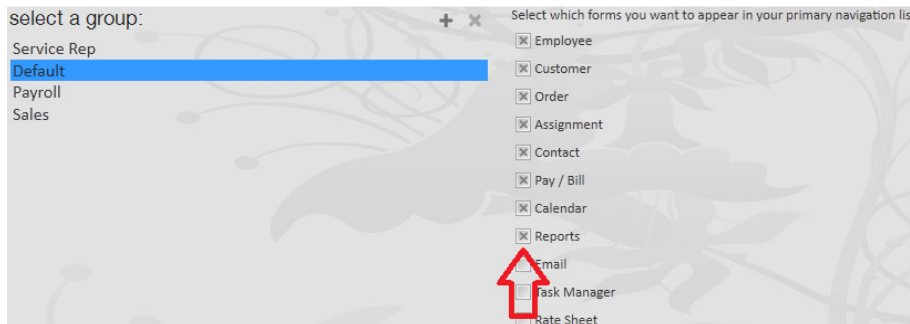 select a group:
Service Rep
Default
Payroll
Sales
Select which forms you want to appear in your primary navigation lis
Employee
Customer
Order
Assignment
Contact
Pay / Bill
Calendar
Reports
Email
Task Manager
Rate Sheet